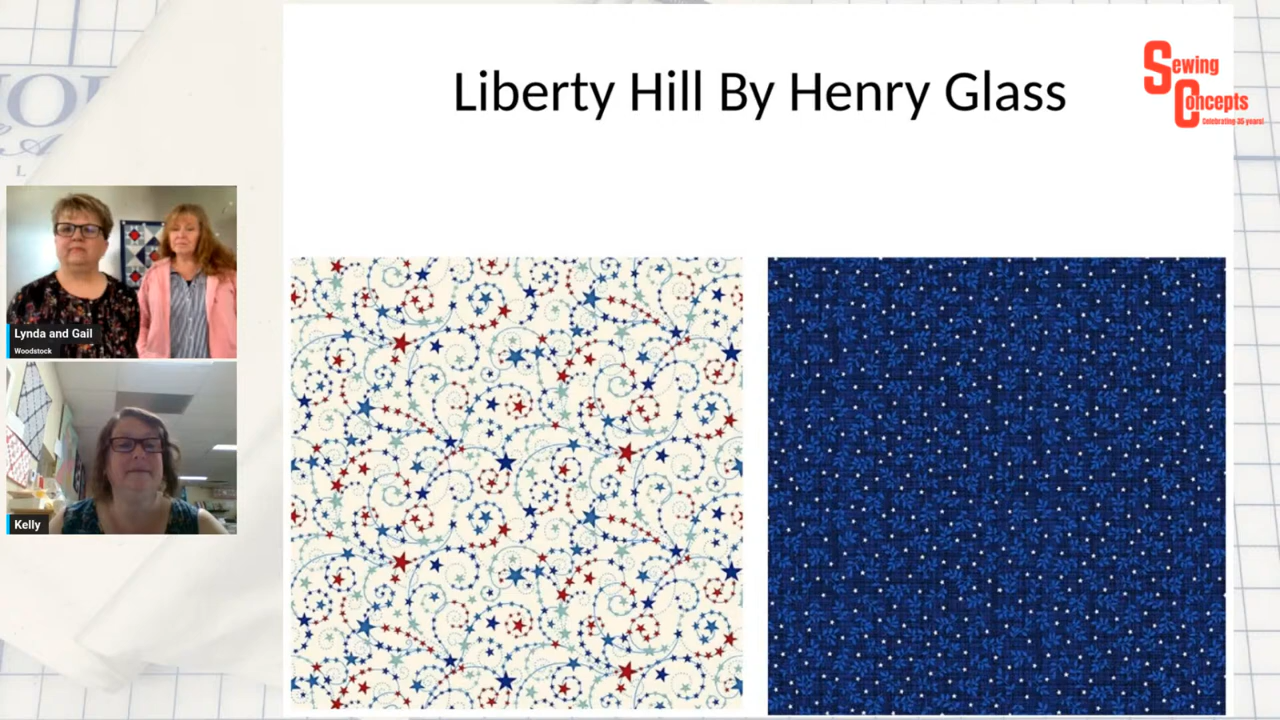 Liberty Hill By Henry Glass
Sewing
Concepts
Celebrating 35 years!
Lynda and Gail
Woodstock
Kelly